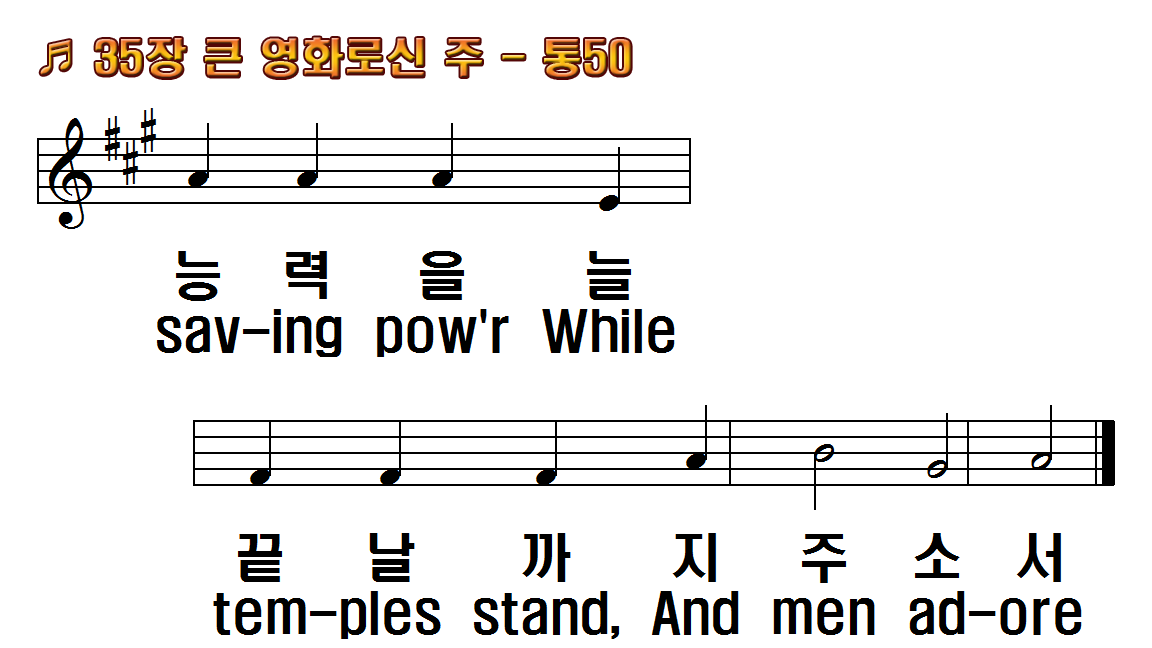 35장 큰 영화로신 주 - 통50
능 력 을 늘
sav-ing pow'r While
끝 날 까 지 주 소 서
tem-ples stand, And men ad-ore